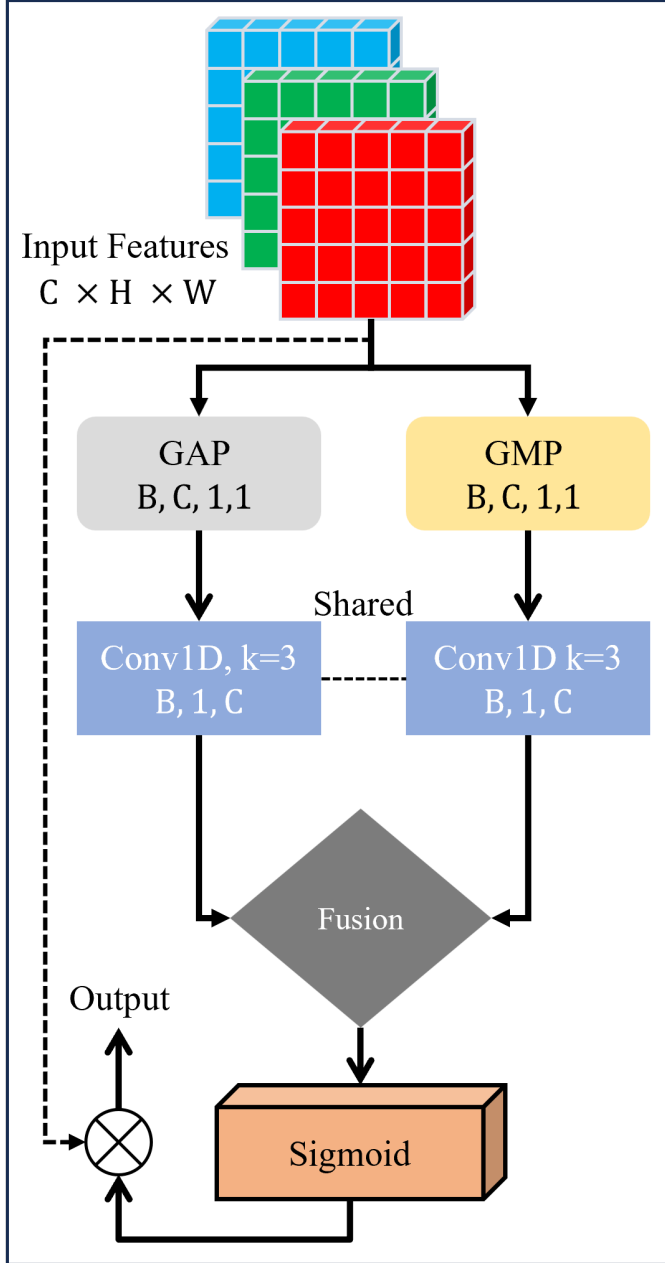 Input Features
C × H × W
GAP
B, C, 1,1
GMP
B, C, 1,1
Shared
Conv1D, k=3
B, 1, C
Conv1D k=3
B, 1, C
Fusion
Output
Sigmoid